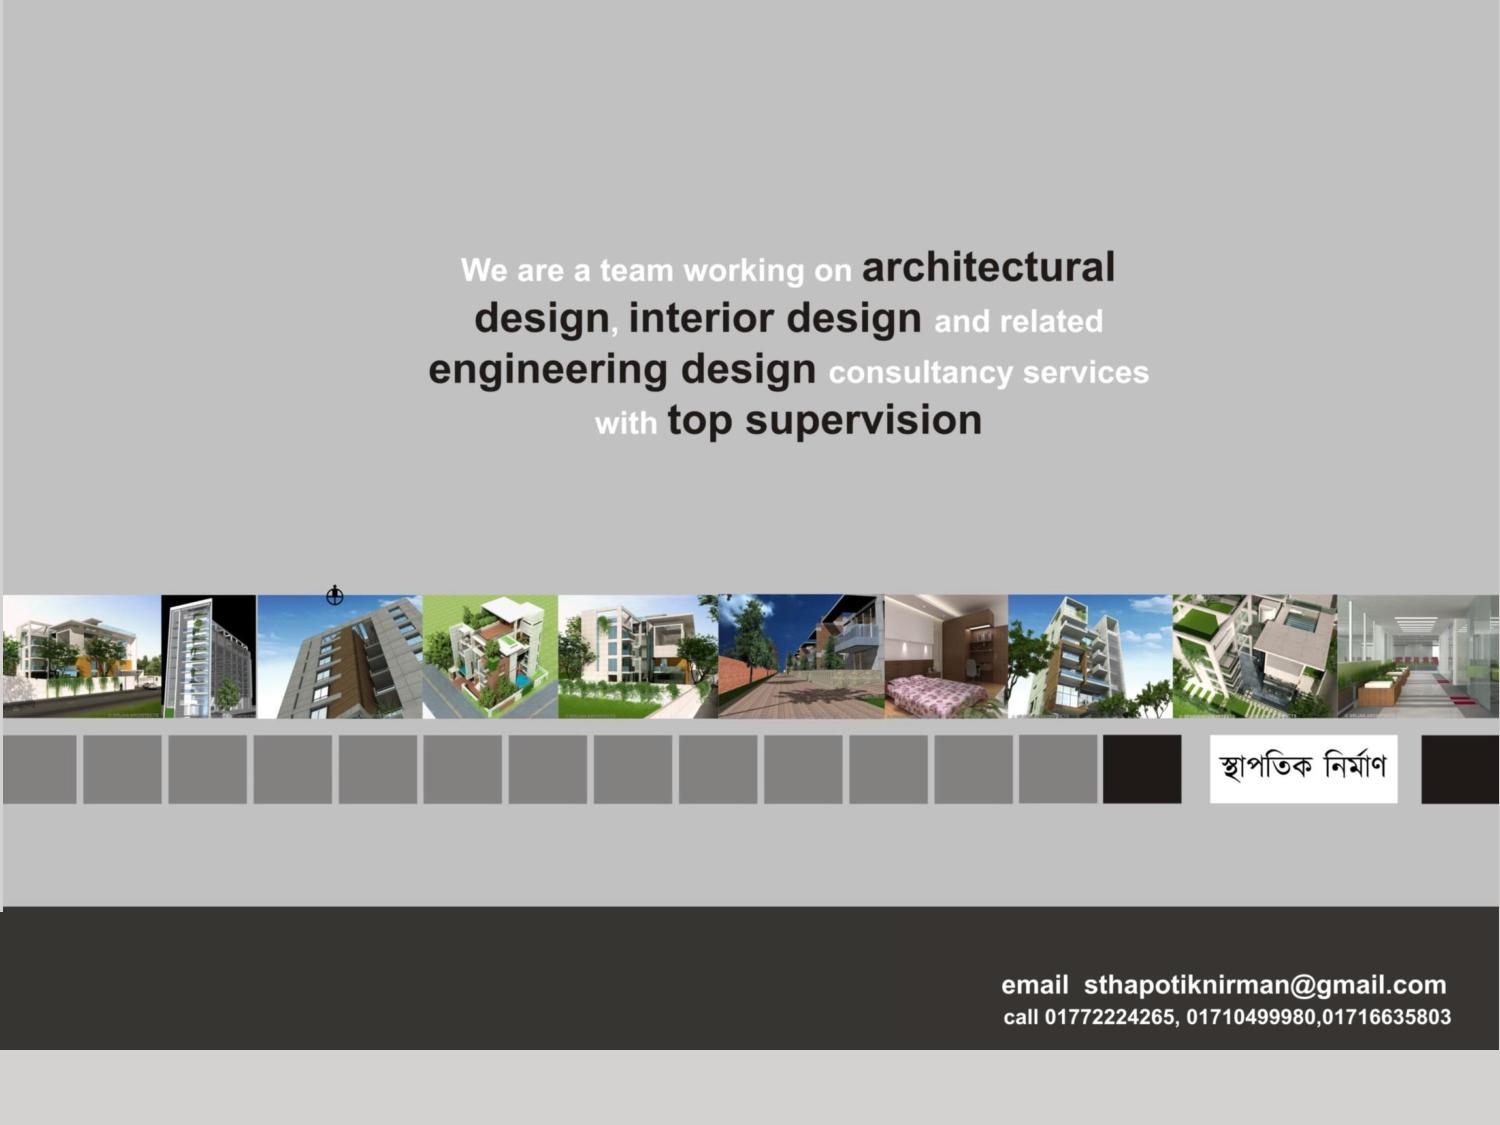 We are a team working on architectural
design, interior design and related
engineering design consultancy services
with top supervision
স্থাপতিক নির্মাণ
email sthapotiknirman@gmail.com
call 01772224265, 01710499980,01716635803